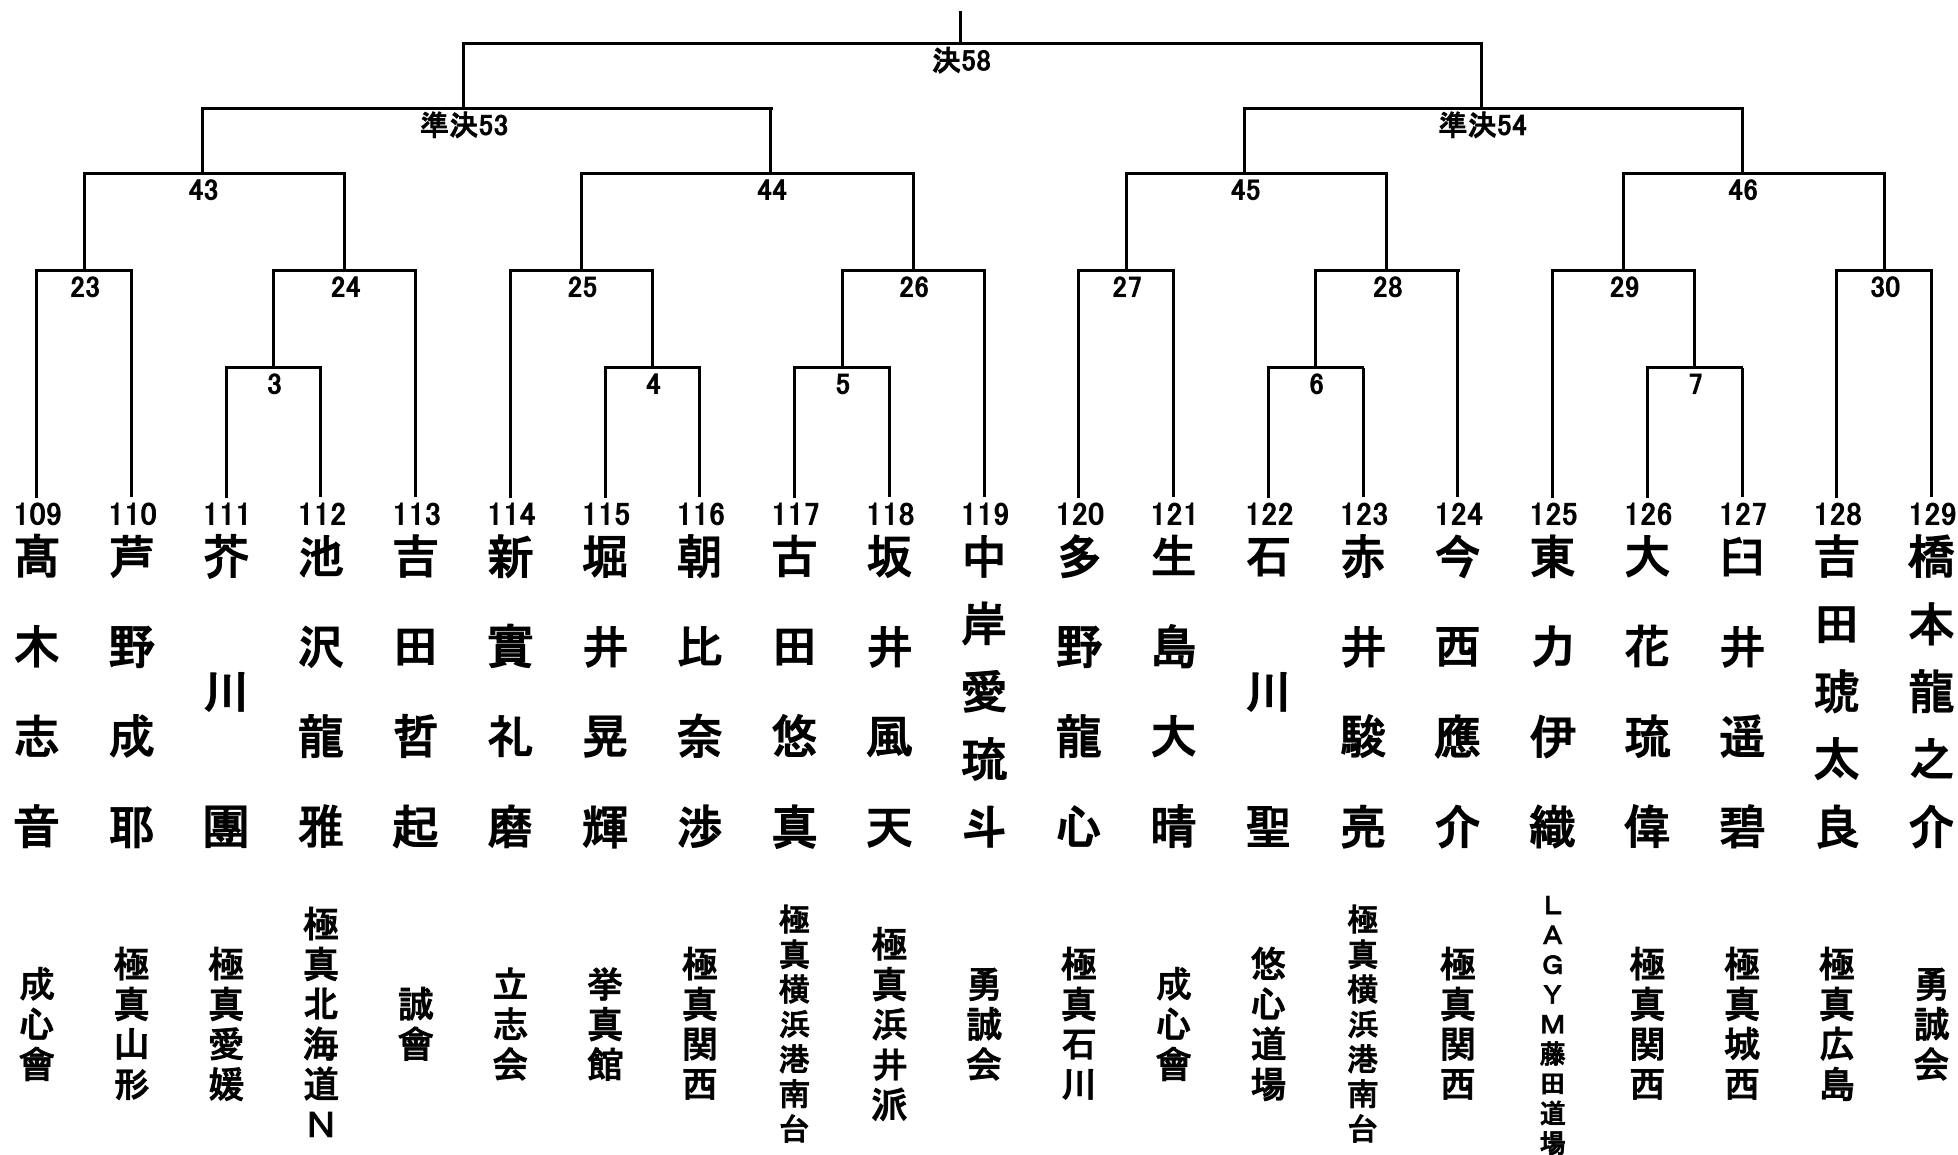 決58
準決53 準決54
43 44 45 46
23 24 25 26 27 28 29 30
3 4 5 6 7
109 110 111 112 113 114 115 116 117 118 119 120 121 122 123 124 125 126 127 128 129
髙木志音
芦野成耶
芥川團
池沢龍雅
吉田哲起
新實礼磨
堀井晃輝
朝比奈渉
古田悠真
坂井風天
中岸愛琉斗
多野龍心
生島大晴
石川聖
赤井駿亮
今西應介
東力伊織
大花琉偉
臼井遥碧
吉田琥太良
橋本龍之介
成心會
極真山形
極真愛媛
極真北海道Ｎ
誠會
立志会
挙真館
極真関西
極真横浜港南台
極真浜井派
勇誠会
極真石川
成心會
悠心道場
極真横浜港南台
極真関西
ＬＡＧＹＭ藤田道場
極真関西
極真城西
極真広島
勇誠会